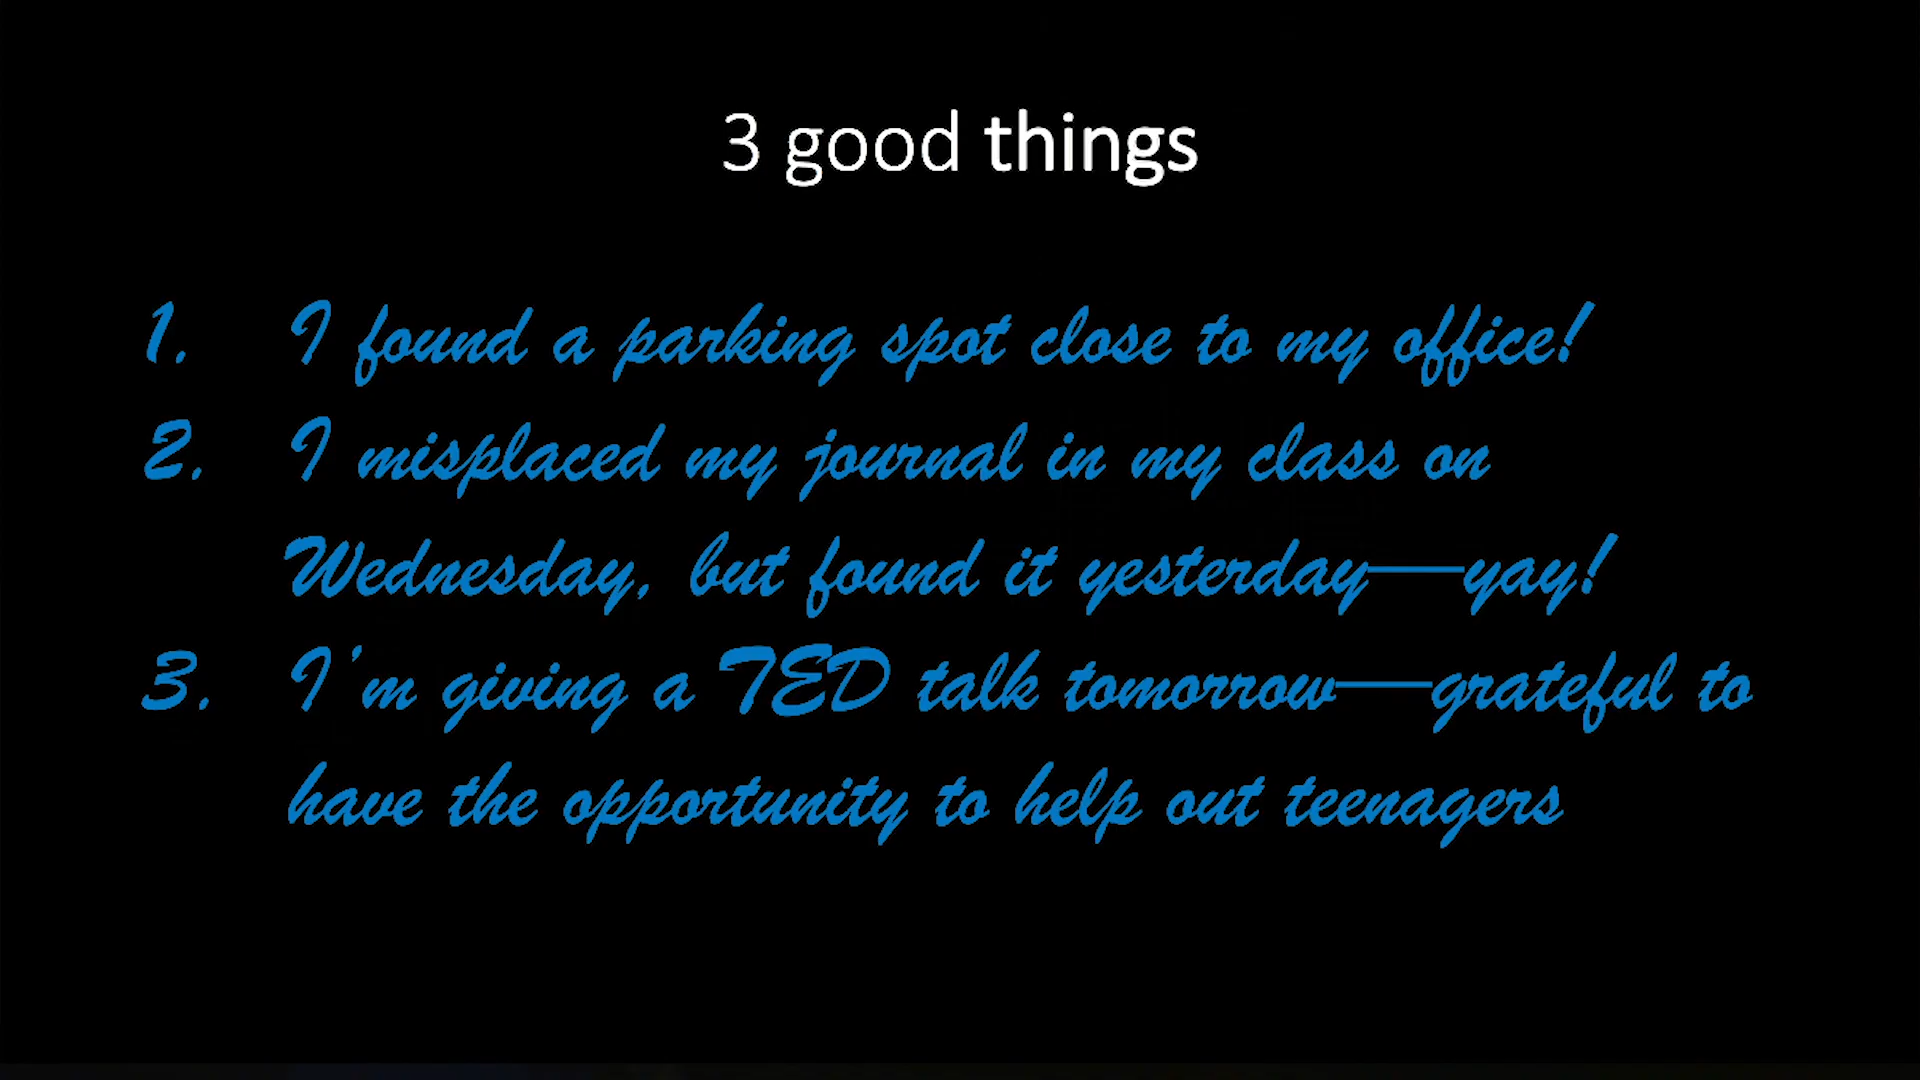 3 good things
1. I found a parking spot close to my office!
2. I misplaced my journal in my class on
Wednesday, but found it yesterday—yay!
3. I'm giving a TED talk tomorrow—grateful to
have the opportunity to help out teenagers